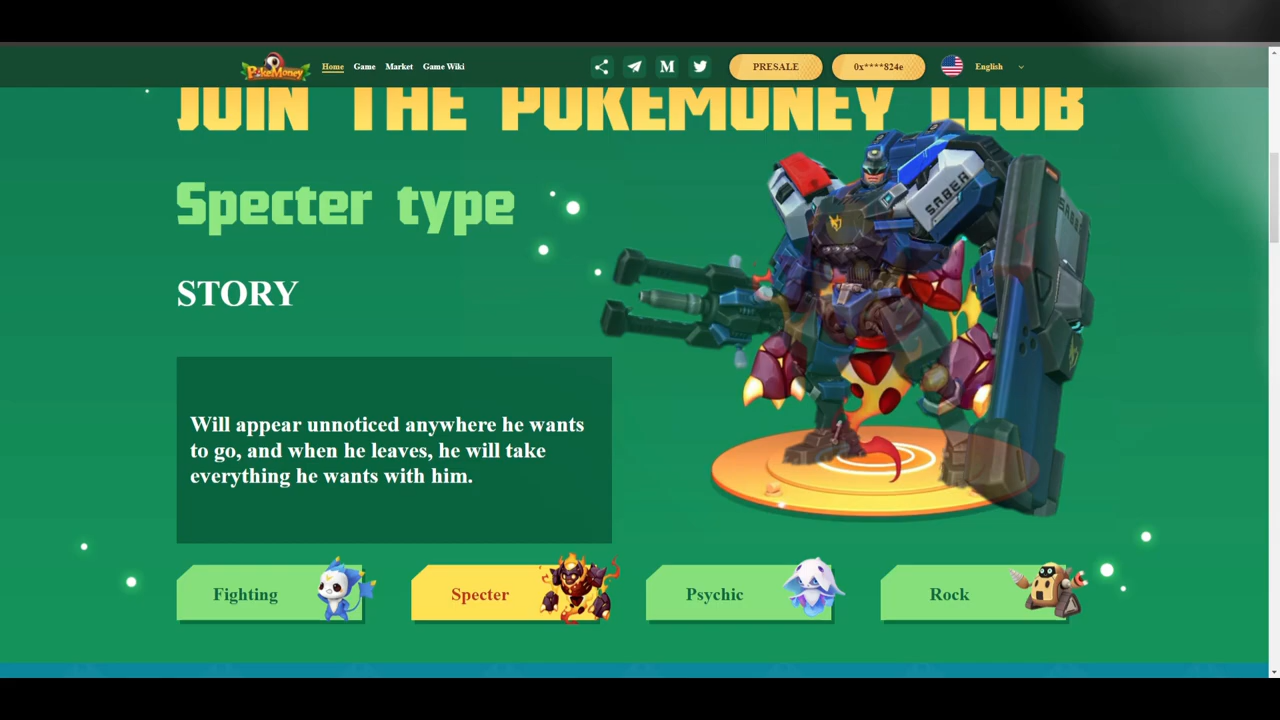 PokeMoney
Home Game Market Game Wiki
PRESALE 0x****824e English
JOIN THE POKEMONEY CLUB
Specter type
SABER
STORY
Will appear unnoticed anywhere he wants
to go, and when he leaves, he will take
everything he wants with him.
Fighting Specter Psychic Rock